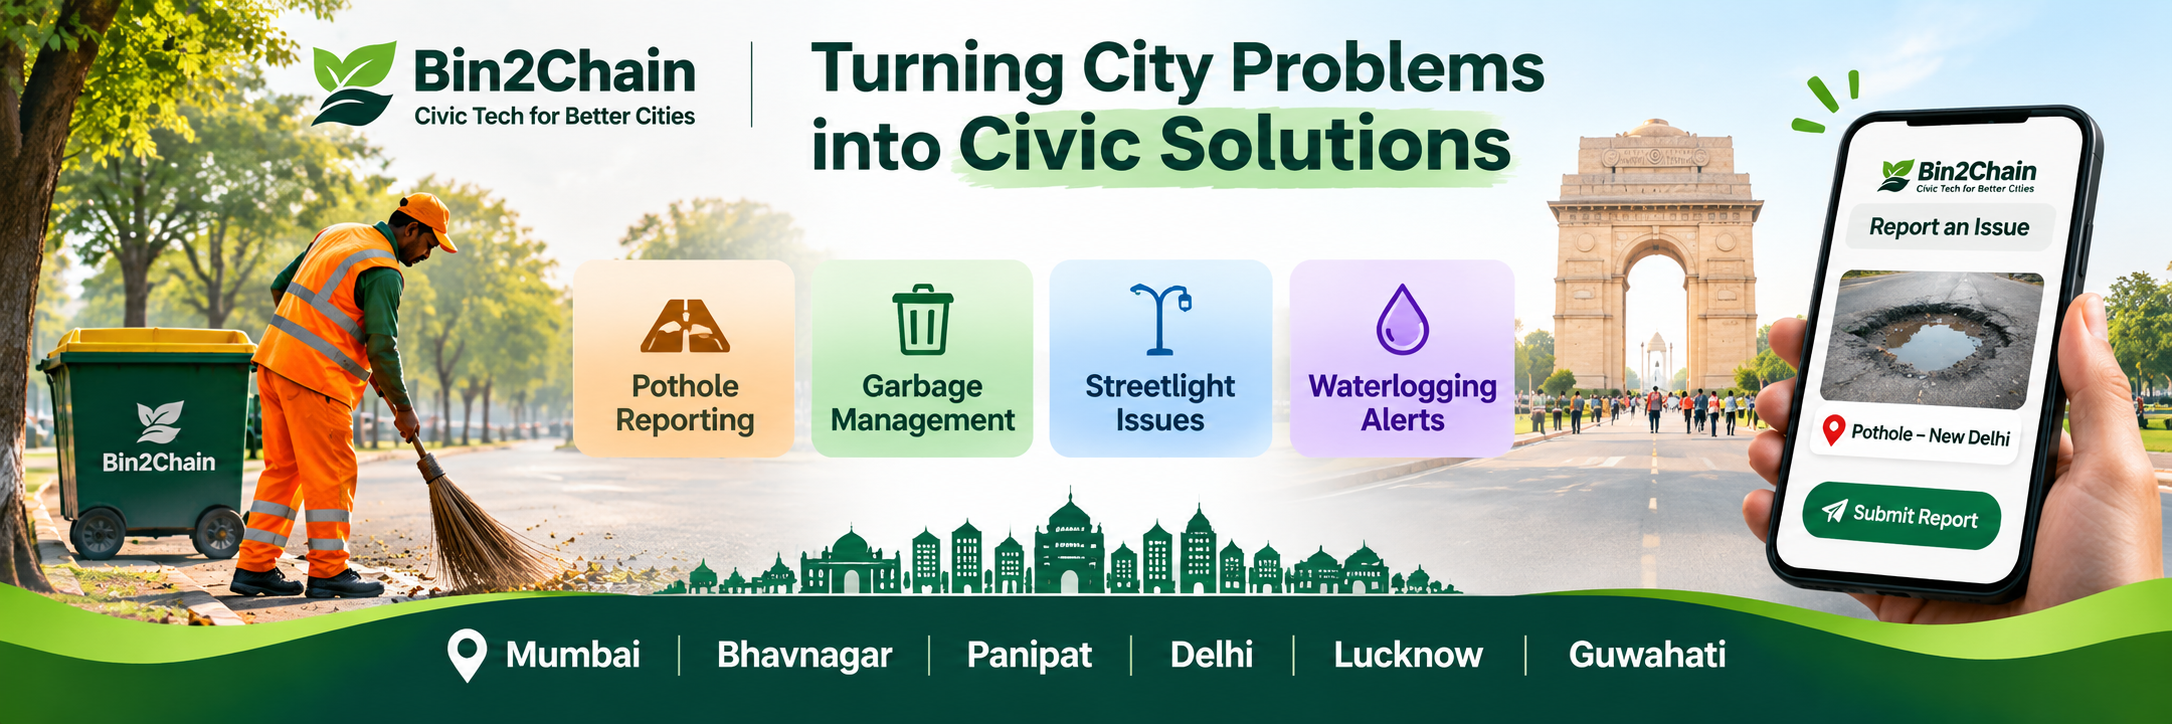 Bin2Chain
Civic Tech for Better Cities
Turning City Problems
into Civic Solutions
Pothole
Reporting
Garbage
Management
Streetlight
Issues
Waterlogging
Alerts
Bin2Chain
Bin2Chain
Civic Tech for Better Cities
Report an Issue
Pothole – New Delhi
Submit Report
Mumbai
Bhavnagar
Panipat
Delhi
Lucknow
Guwahati